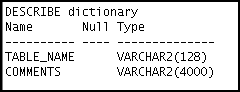 DESCRIBE dictionary
Name       Null Type
---------- ---- --------------
TABLE_NAME      VARCHAR2(128)
COMMENTS        VARCHAR2(4000)